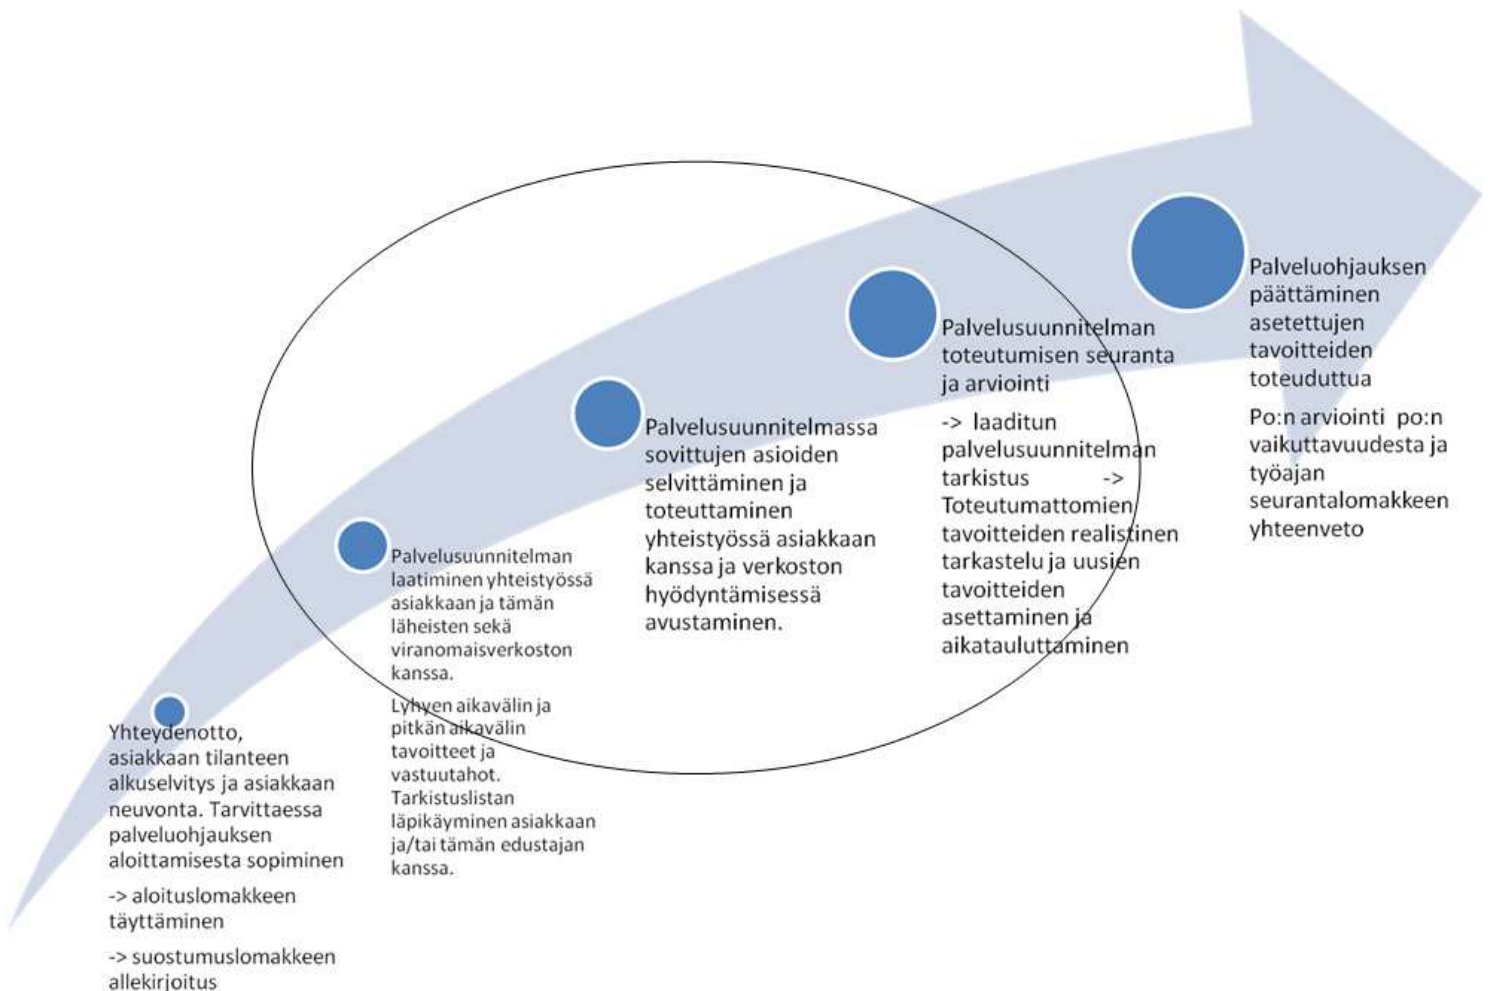 Yhteydenotto,
asiakkaan tilanteen
alkuselvitys ja asiakkaan
neuvonta. Tarvittaessa
palveluohjauksen
aloittamisesta sopiminen
-> aloituslomakkeen
täyttäminen
-> suostumuslomakkeen
allekirjoitus
Palvelusuunnitelman
laatiminen yhteistyössä
asiakkaan ja tämän
läheisten sekä
viranomaisverkoston
kanssa.
Lyhyen aikavälin ja
pitkän aikavälin
tavoitteet ja
vastuutahot.
Tarkistuslistan
läpikäyminen asiakkaan
ja/tai tämän edustajan
kanssa.
Palvelusuunnitelmassa
sovittujen asioiden
selvittäminen ja
toteuttaminen
yhteistyössä asiakkaan
kanssa ja verkoston
hyödyntämisessä
avustaminen.
Palvelusuunnitelman
toteutumisen seuranta
ja arviointi
-> laaditun
palvelusuunnitelman
tarkistus ->
Toteutumattomien
tavoitteiden realistinen
tarkastelu ja uusien
tavoitteiden
asettaminen ja
aikatauluttaminen
Palveluohjauksen
päättäminen
asetettujen
tavoitteiden
toteuduttua
Po:n arviointi po:n
vaikuttavuudesta ja
työajan
seurantalomakkeen
yhteenveto